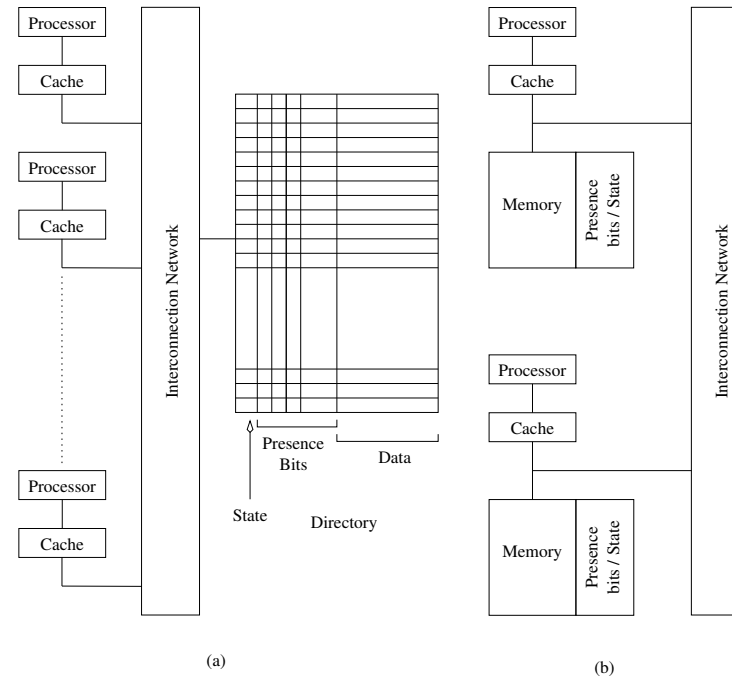 Processor
Cache
Processor
Cache
Processor
Cache
Interconnection Network
State
Presence
Bits
Data
Directory
(a)
Processor
Cache
Memory
Presence
bits / State
Processor
Cache
Memory
Presence
bits / State
Interconnection Network
(b)